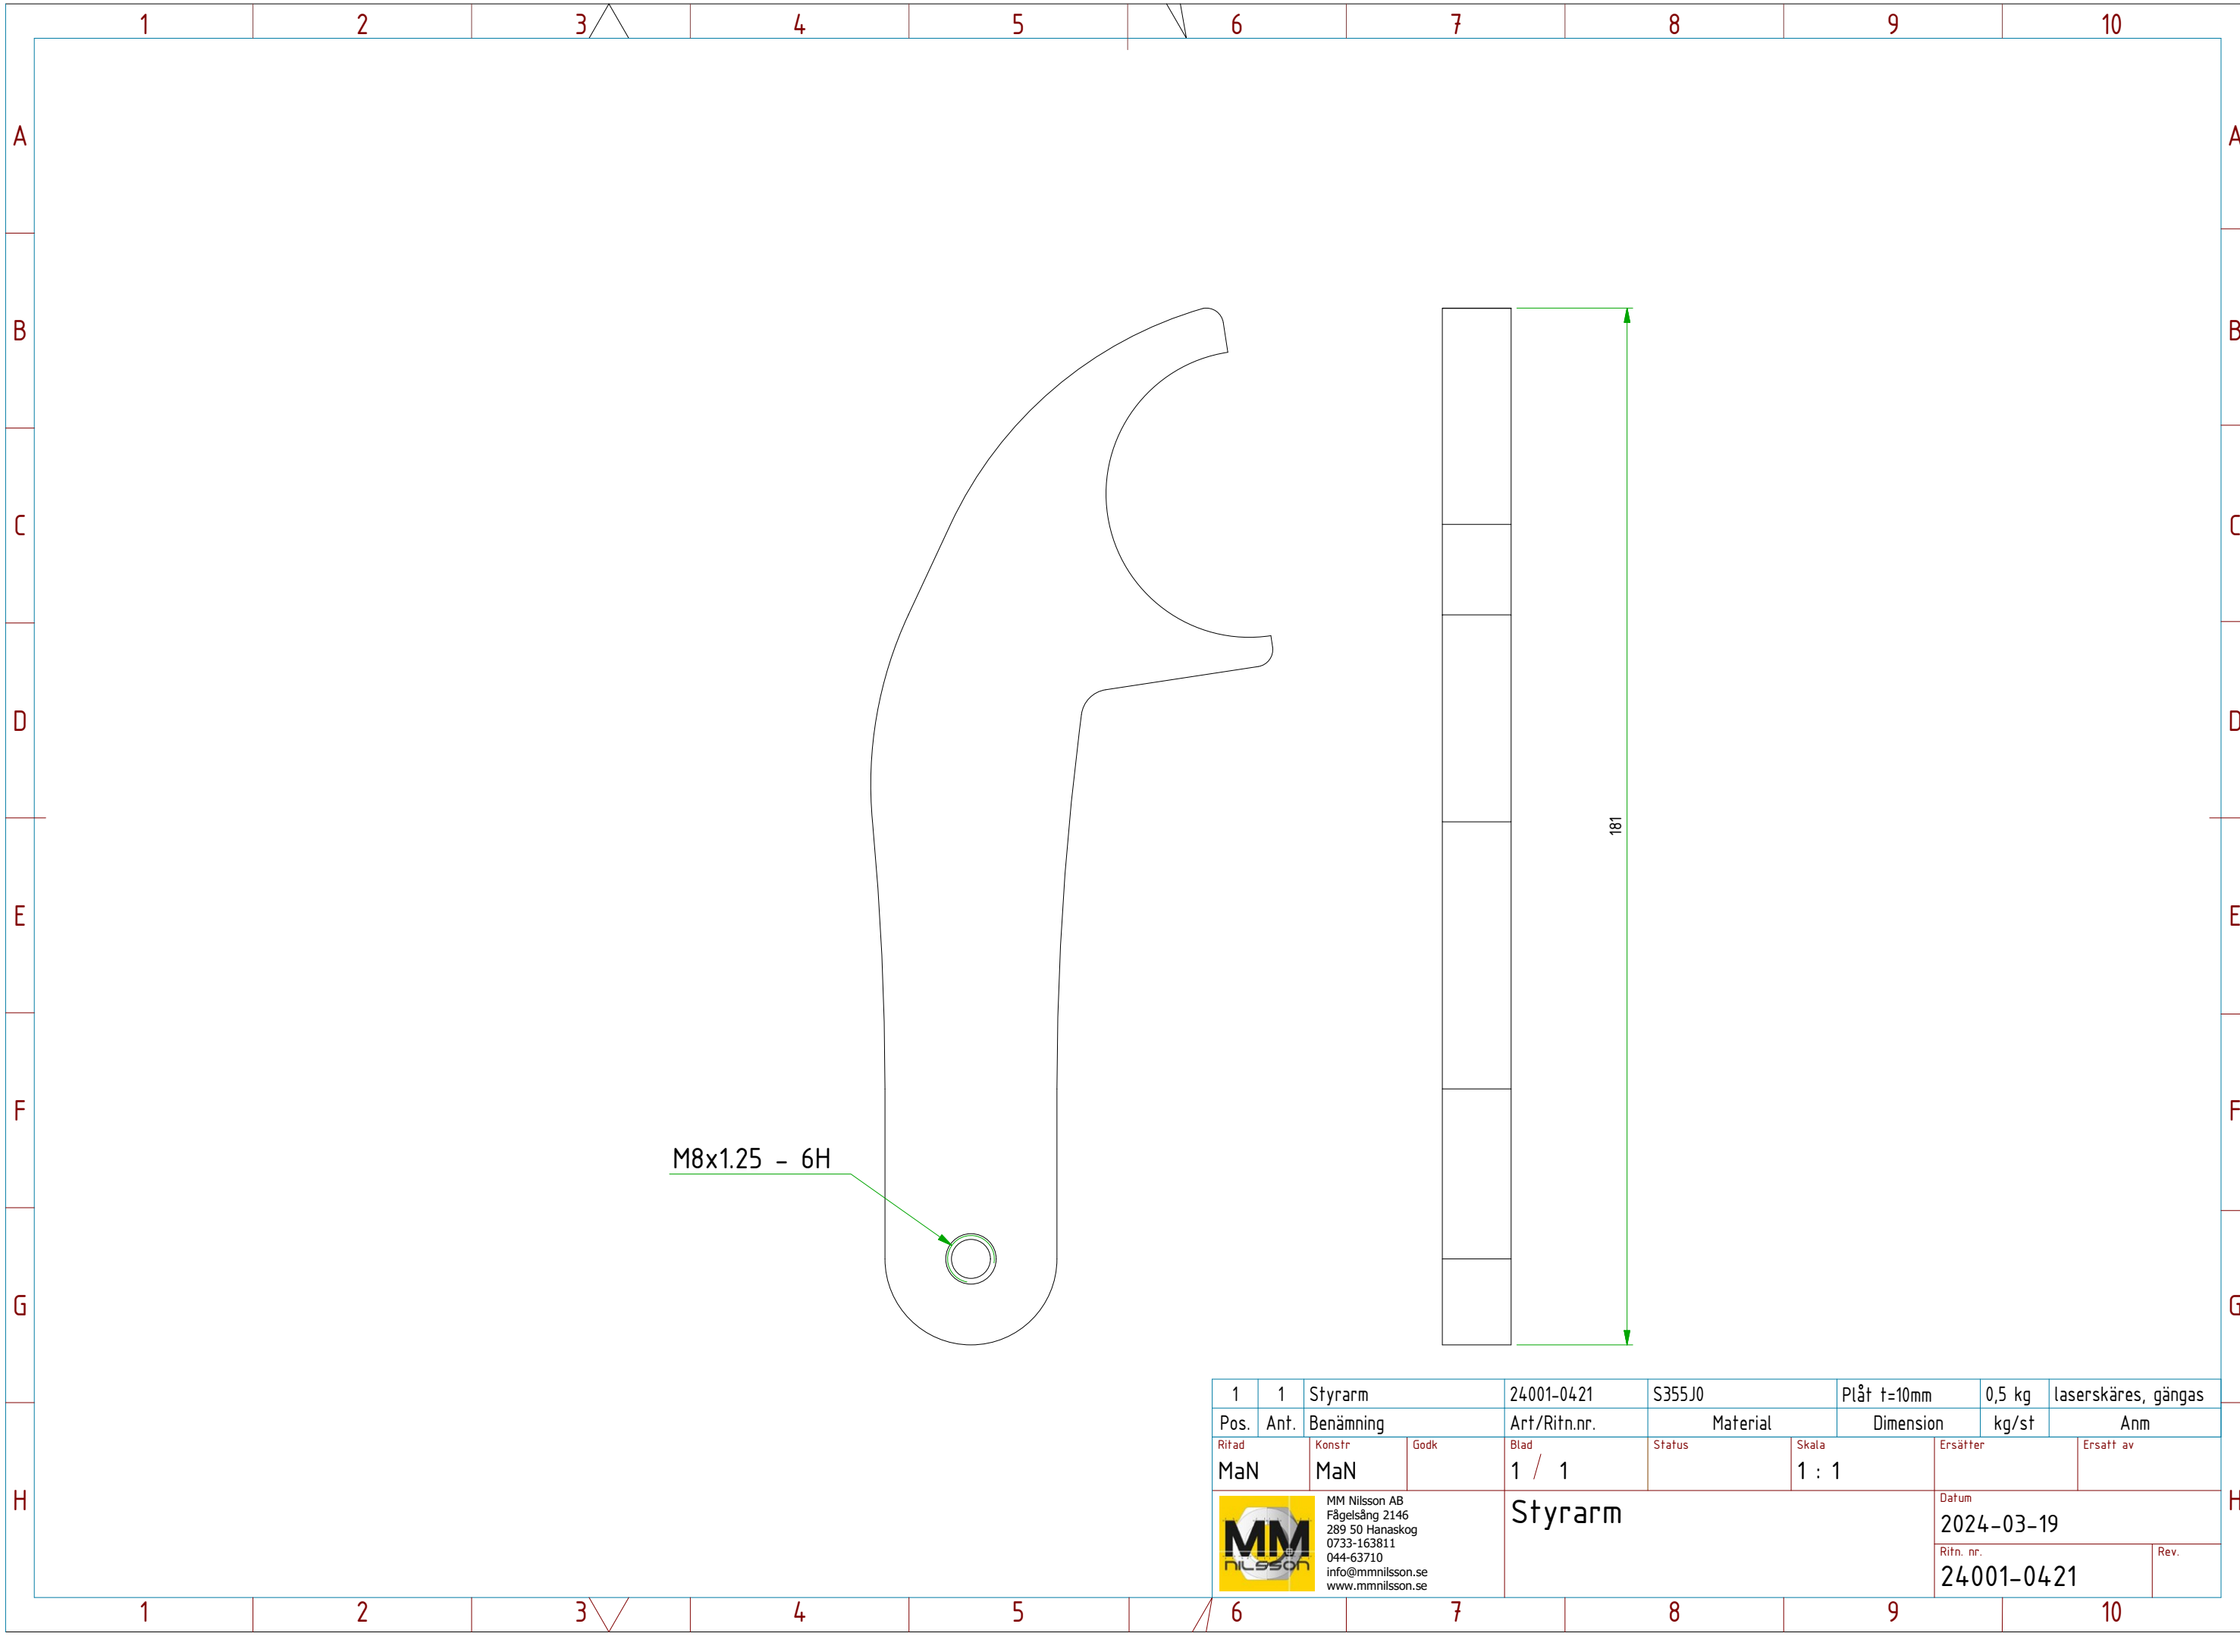 1 2 3 4 5 6 7 8 9 10
A A
B B
C C
D D
E E
F F
G G
H H
181
M8x1.25 - 6H
1 1 Styrarm 24001-0421 S355J0 Plåt t=10mm 0,5 kg laserskäres, gängas
Pos. Ant. Benämning Art/Ritn.nr. Material Dimension kg/st Anm
Ritad Konstr Godk Blad Status Skala Ersätter Ersatt av
MaN MaN 1 / 1 1 : 1
MM NILSSON
MM Nilsson AB
Fågelsång 2146
289 50 Hanaskog
0733-163811
044-63710
info@mmnilsson.se
www.mmnilsson.se
Styrarm
Datum
2024-03-19
Ritn. nr. Rev.
24001-0421
1 2 3 4 5 6 7 8 9 10